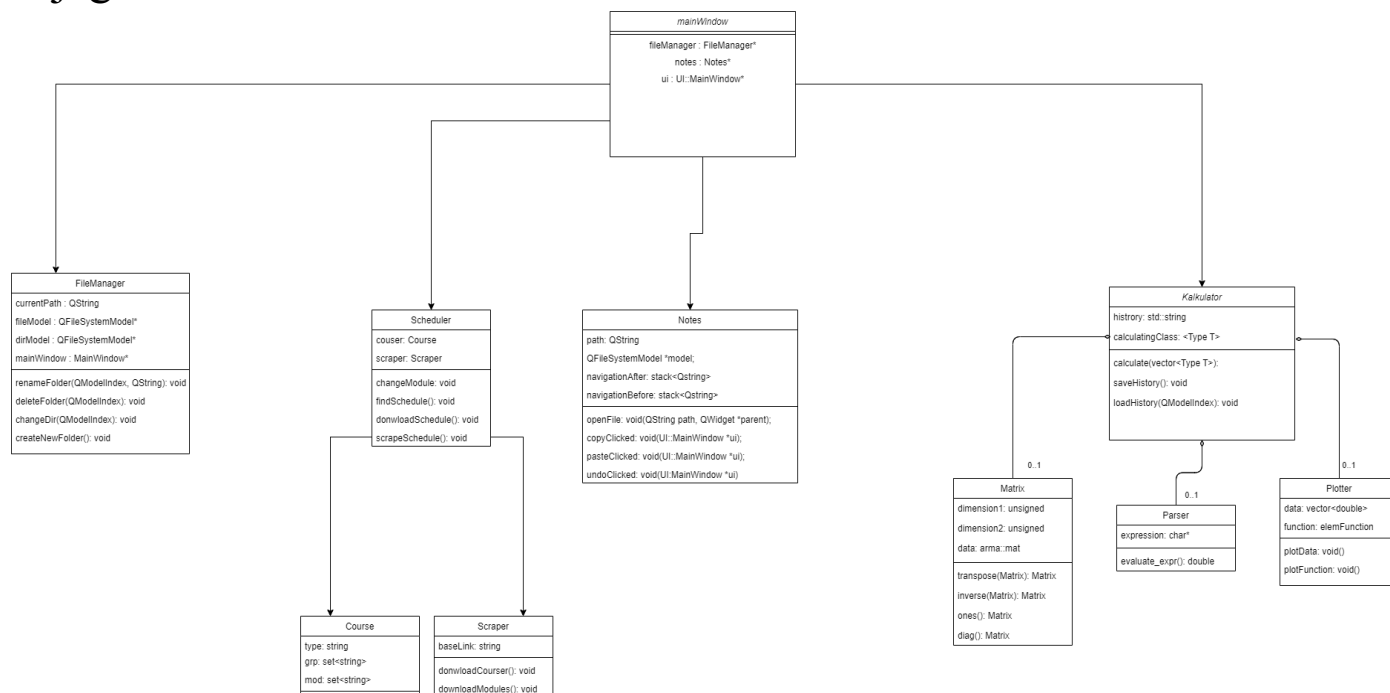 mainWindow
fileManager : FileManager*
notes : Notes*
ui : UI::MainWindow*
FileManager
currentPath : QString
fileModel : QFileSystemModel*
dirModel : QFileSystemModel*
mainWindow : MainWindow*
renameFolder(QModelIndex, QString): void
deleteFolder(QModelIndex): void
changeDir(QModelIndex): void
createNewFolder(): void
Scheduler
couser: Course
scraper: Scraper
changeModule: void
findSchedule(): void
donwloadSchedule(): void
scrapeSchedule(): void
Notes
path: QString
QFileSystemModel *model;
navigationAfter: stack<Qstring>
navigationBefore: stack<Qstring>
openFile: void(QString path, QWidget *parent);
copyClicked: void(UI::MainWindow *ui);
pasteClicked: void(UI::MainWindow *ui);
undoClicked: void(UI:MainWindow *ui)
Kalkulator
histrory: std::string
calculatingClass: <Type T>
calculate(vector<Type T>):
saveHistory(): void
loadHistory(QModelIndex): void
0..1
0..1
0..1
Matrix
dimension1: unsigned
dimension2: unsigned
data: arma::mat
transpose(Matrix): Matrix
inverse(Matrix): Matrix
ones(): Matrix
diag(): Matrix
Parser
expression: char*
evaluate_expr(): double
Plotter
data: vector<double>
function: elemFunction
plotData: void()
plotFunction: void()
Course
type: string
grp: set<string>
mod: set<string>
Scraper
baseLink: string
donwloadCourser(): void
downloadModules(): void